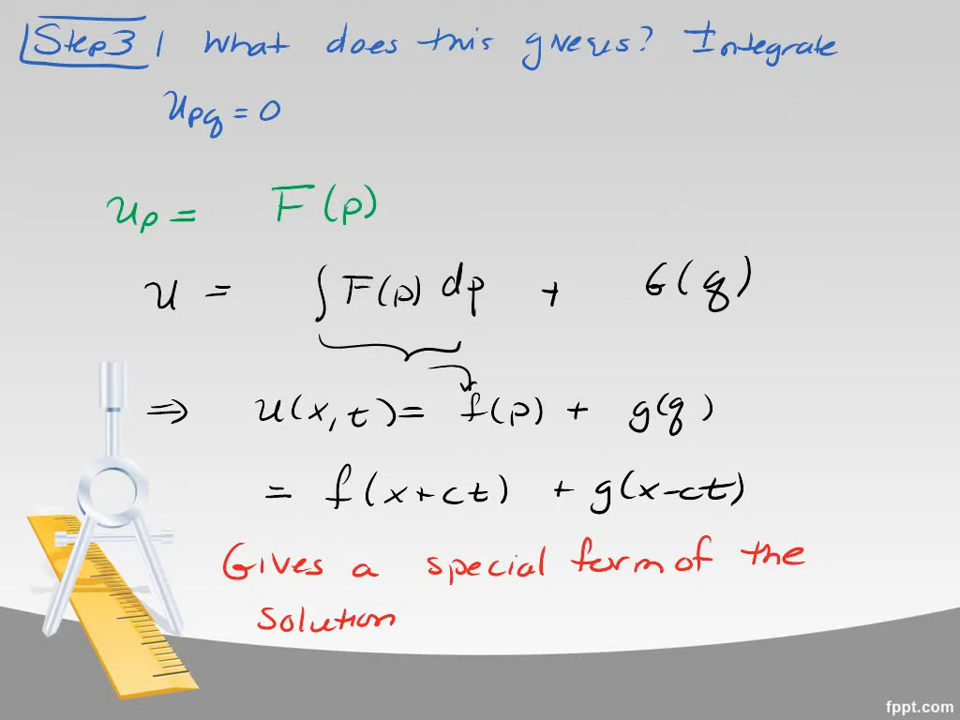 Step 3 | What does this give us? Integrate
u_pq = 0
u_p = F(p)
u = ∫ F(p) dp + G(q)
⇒ u(x, t) = f(p) + g(q)
= f(x+ct) + g(x-ct)
Gives a special form of the
Solution
fppt.com